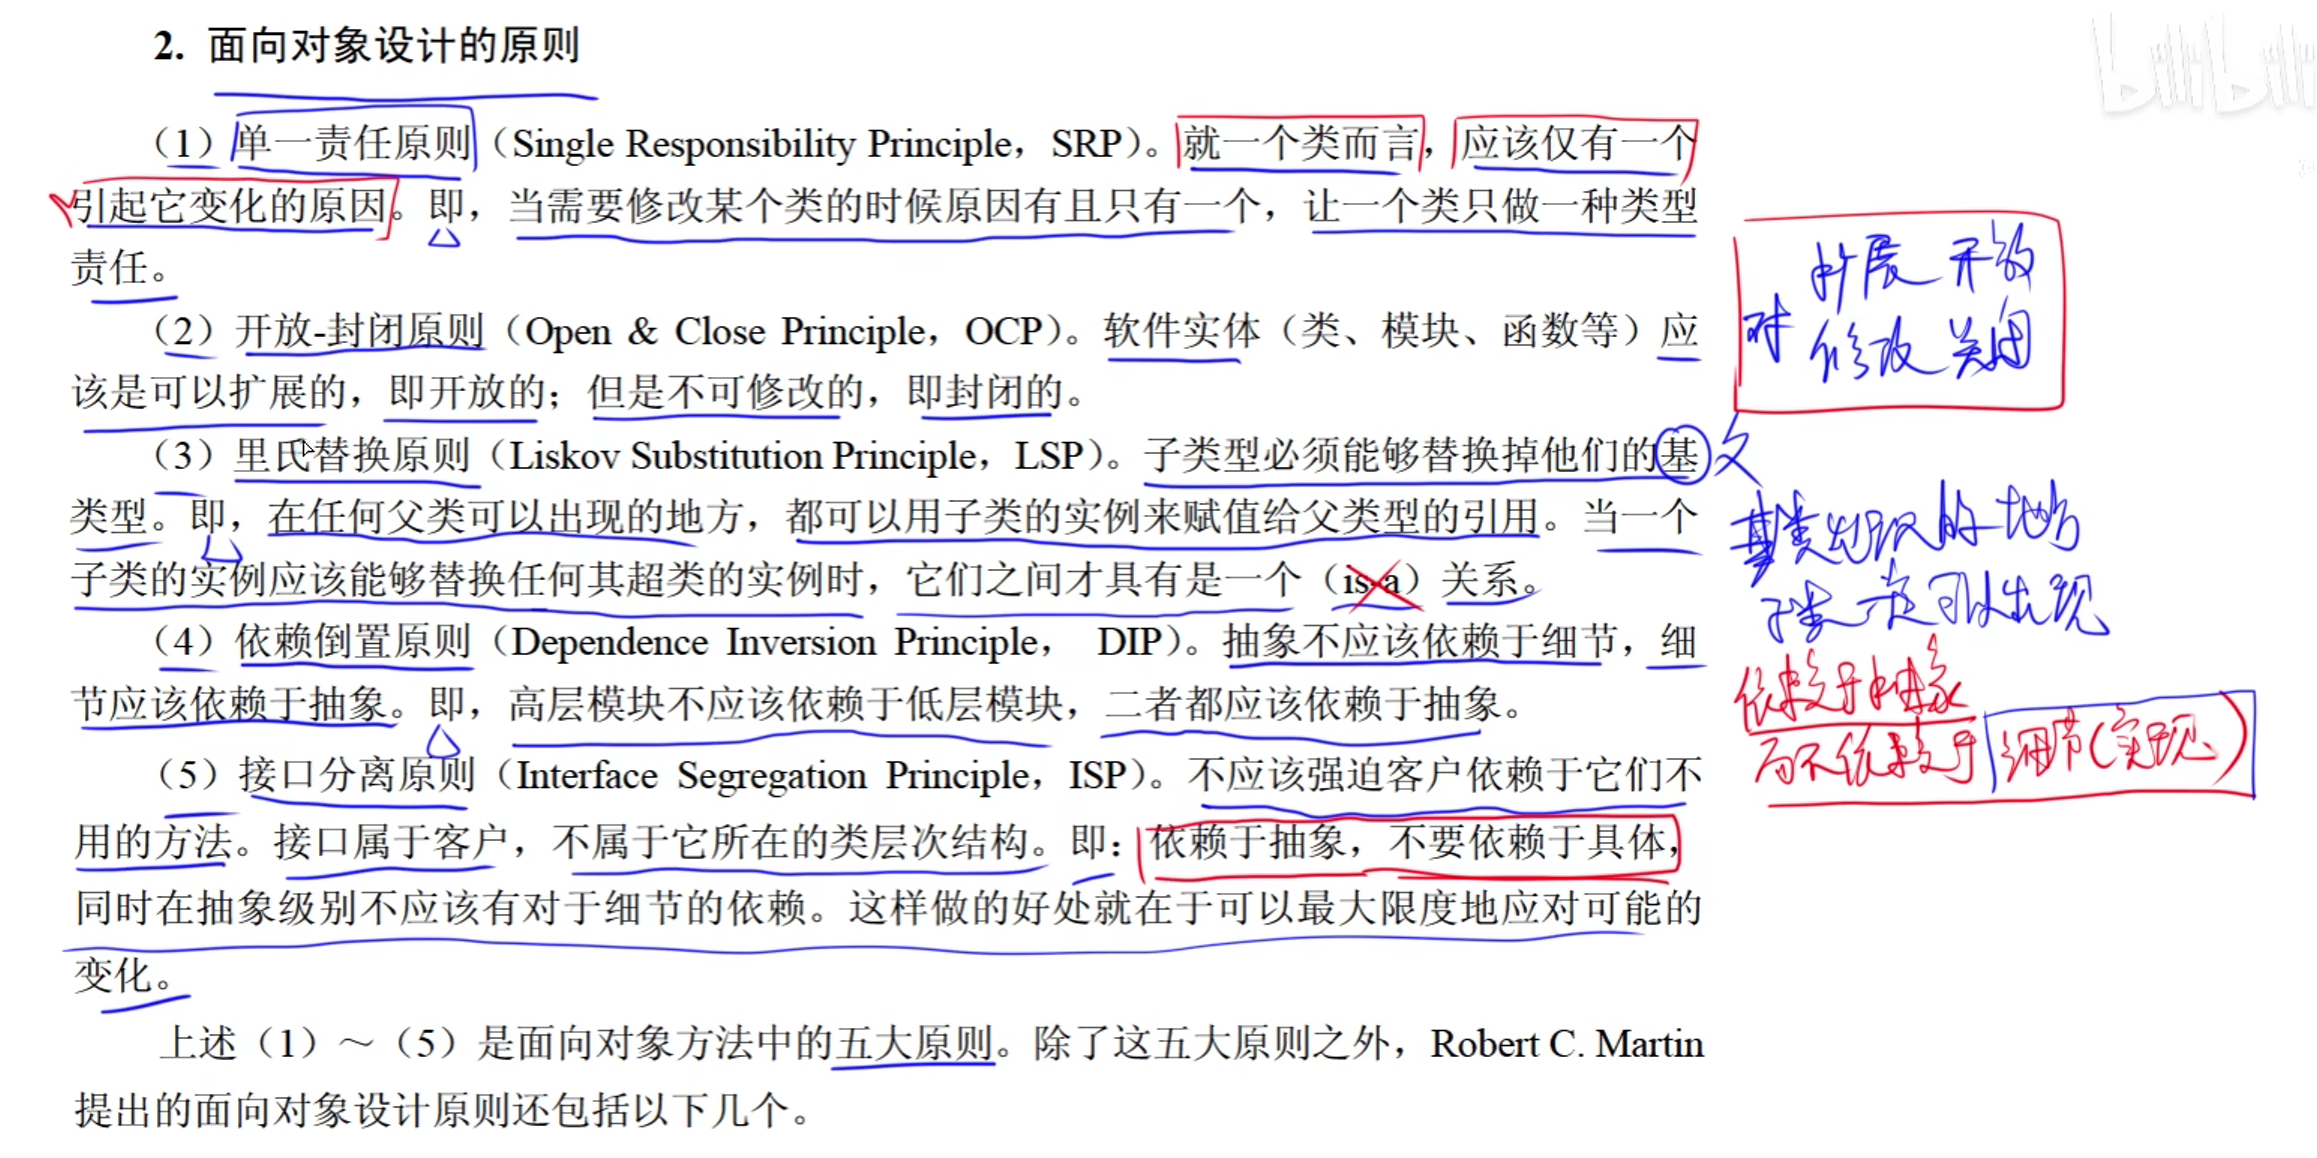 bilibili
2. 面向对象设计的原则
（1）单一责任原则（Single Responsibility Principle，SRP）。就一个类而言，应该仅有一个
引起它变化的原因。即，当需要修改某个类的时候原因有且只有一个，让一个类只做一种类型
责任。
（2）开放-封闭原则（Open & Close Principle，OCP）。软件实体（类、模块、函数等）应
该是可以扩展的，即开放的；但是不可修改的，即封闭的。
（3）里氏替换原则（Liskov Substitution Principle，LSP）。子类型必须能够替换掉他们的基
类型。即，在任何父类可以出现的地方，都可以用子类的实例来赋值给父类型的引用。当一个
子类的实例应该能够替换任何其超类的实例时，它们之间才具有是一个（is-a）关系。
（4）依赖倒置原则（Dependence Inversion Principle， DIP）。抽象不应该依赖于细节，细
节应该依赖于抽象。即，高层模块不应该依赖于低层模块，二者都应该依赖于抽象。
（5）接口分离原则（Interface Segregation Principle，ISP）。不应该强迫客户依赖于它们不
用的方法。接口属于客户，不属于它所在的类层次结构。即：依赖于抽象，不要依赖于具体，
同时在抽象级别不应该有对于细节的依赖。这样做的好处就在于可以最大限度地应对可能的
变化。
上述（1）～（5）是面向对象方法中的五大原则。除了这五大原则之外，Robert C. Martin
提出的面向对象设计原则还包括以下几个。
扩展 开放
对
修改 关闭
父
基类出现的地方
子类一定可以出现
依赖于抽象
而不依赖于细节(实现)